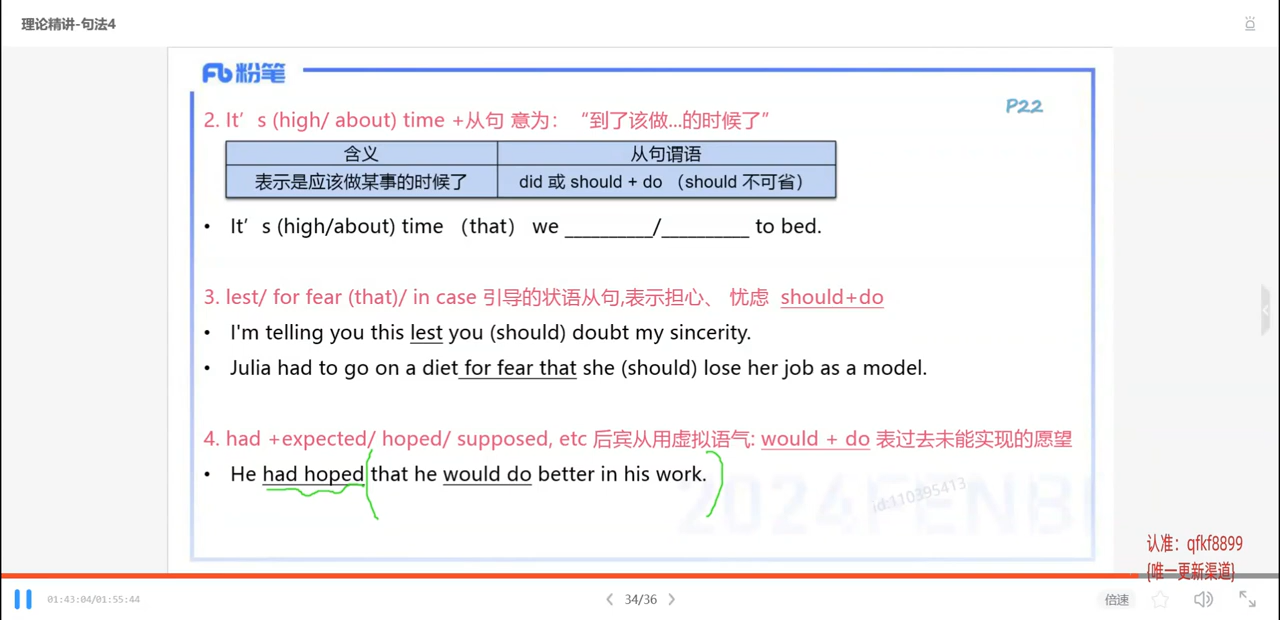 理论精讲-句法4
粉笔
P22
2. It's (high/ about) time +从句 意为：“到了该做...的时候了”
含义 从句谓语
表示是应该做某事的时候了 did 或 should + do （should 不可省）
• It's (high/about) time （that） we __________/__________ to bed.
3. lest/ for fear (that)/ in case 引导的状语从句,表示担心、 忧虑 should+do
• I'm telling you this lest you (should) doubt my sincerity.
• Julia had to go on a diet for fear that she (should) lose her job as a model.
4. had +expected/ hoped/ supposed, etc 后宾从用虚拟语气: would + do 表过去未能实现的愿望
• He had hoped that he would do better in his work.
2024FENBI
id:110395413
认准：qfkf8899
{唯一更新渠道}
01:43:04/01:55:44
34/36
倍速